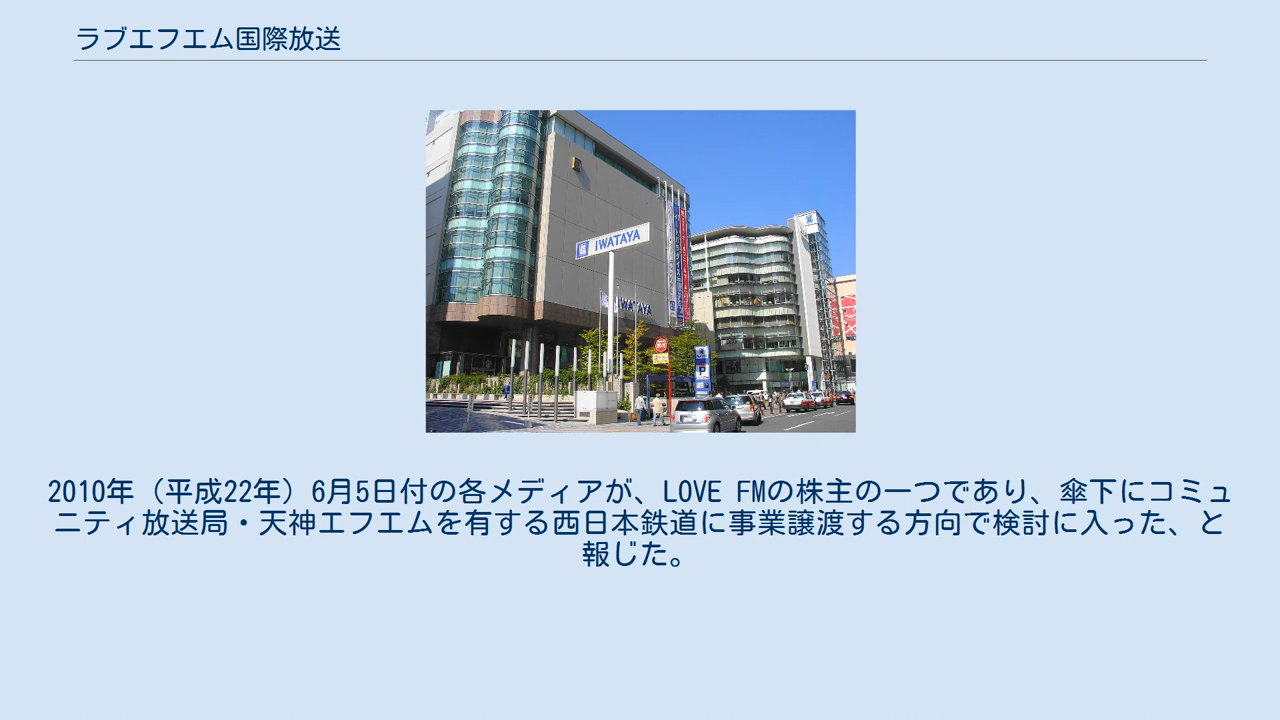 ラブエフエム国際放送
IWATAYA
IWATAYA
P
2010年（平成22年）6月5日付の各メディアが、LOVE FMの株主の一つであり、傘下にコミュ
ニティ放送局・天神エフエムを有する西日本鉄道に事業譲渡する方向で検討に入った、と
報じた。